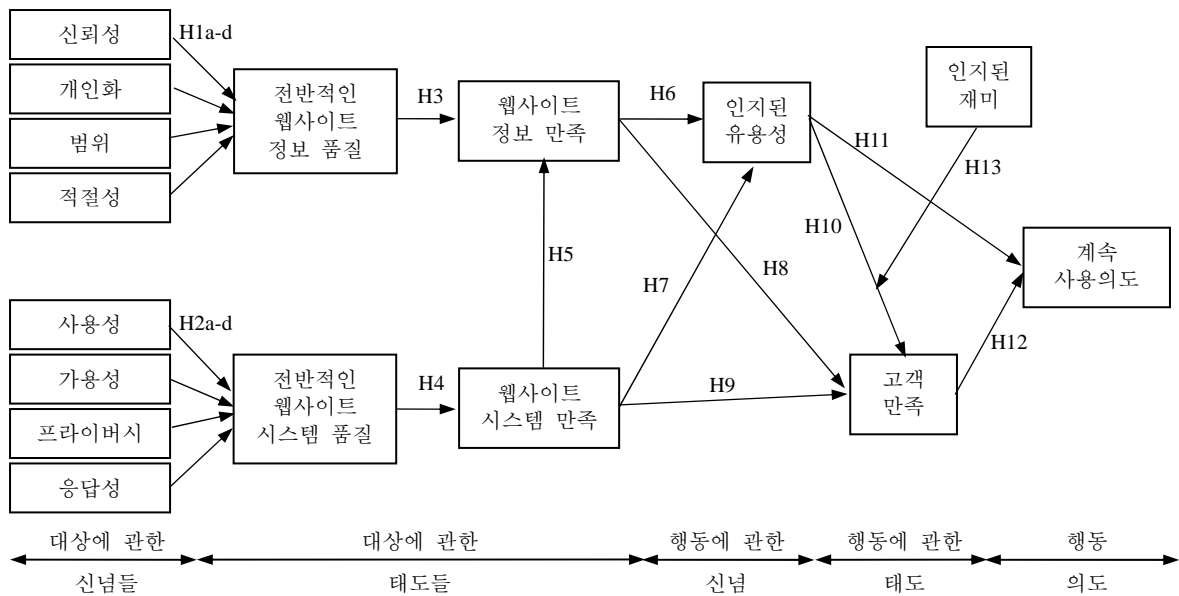 신뢰성
H1a-d
개인화
범위
적절성
전반적인
웹사이트
정보 품질
H3
웹사이트
정보 만족
H6
인지된
유용성
인지된
재미
H11
H13
H10
H5
H7
H8
계속
사용의도
사용성
H2a-d
가용성
프라이버시
응답성
전반적인
웹사이트
시스템 품질
H4
웹사이트
시스템 만족
H9
고객
만족
H12
대상에 관한
신념들
대상에 관한
태도들
행동에 관한
신념
행동에 관한
태도
행동
의도